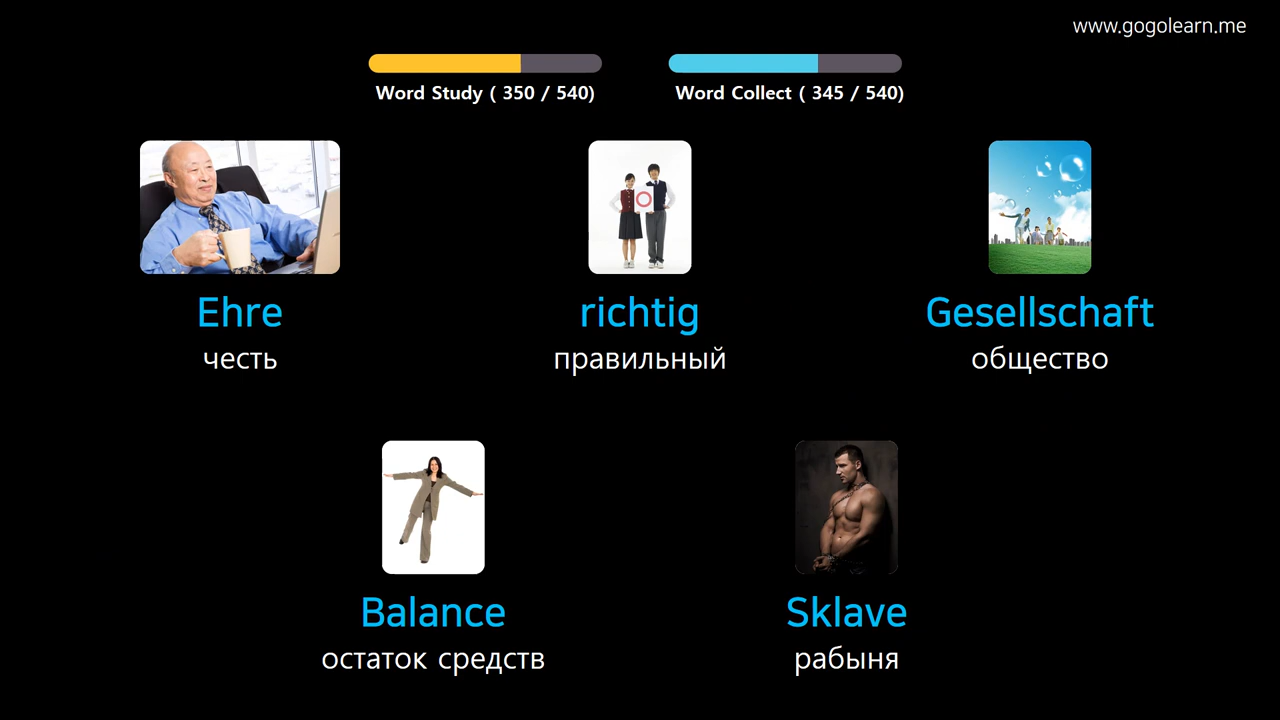 www.gogolearn.me
Word Study ( 350 / 540)
Word Collect ( 345 / 540)
Ehre
честь
richtig
правильный
Gesellschaft
общество
Balance
остаток средств
Sklave
рабыня